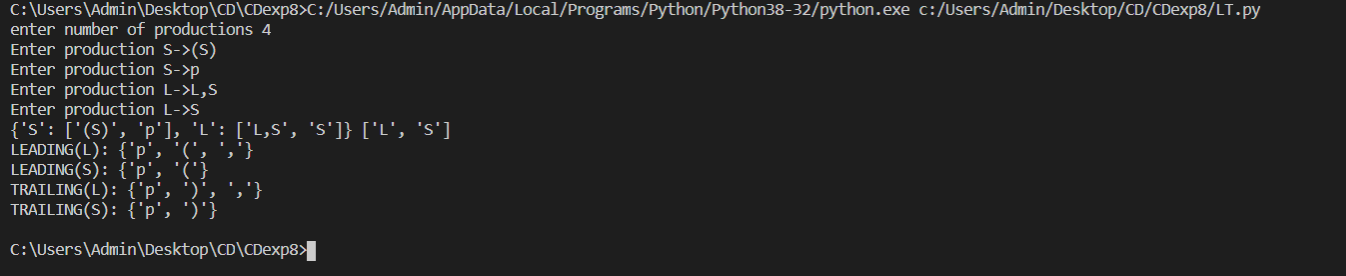 C:\Users\Admin\Desktop\CD\CDexp8>C:/Users/Admin/AppData/Local/Programs/Python/Python38-32/python.exe c:/Users/Admin/Desktop/CD/CDexp8/LT.py
enter number of productions 4
Enter production S->(S)
Enter production S->p
Enter production L->L,S
Enter production L->S
{'S': ['(S)', 'p'], 'L': ['L,S', 'S']} ['L', 'S']
LEADING(L): {'p', '(', ','}
LEADING(S): {'p', '('}
TRAILING(L): {'p', ')', ','}
TRAILING(S): {'p', ')'}
C:\Users\Admin\Desktop\CD\CDexp8>